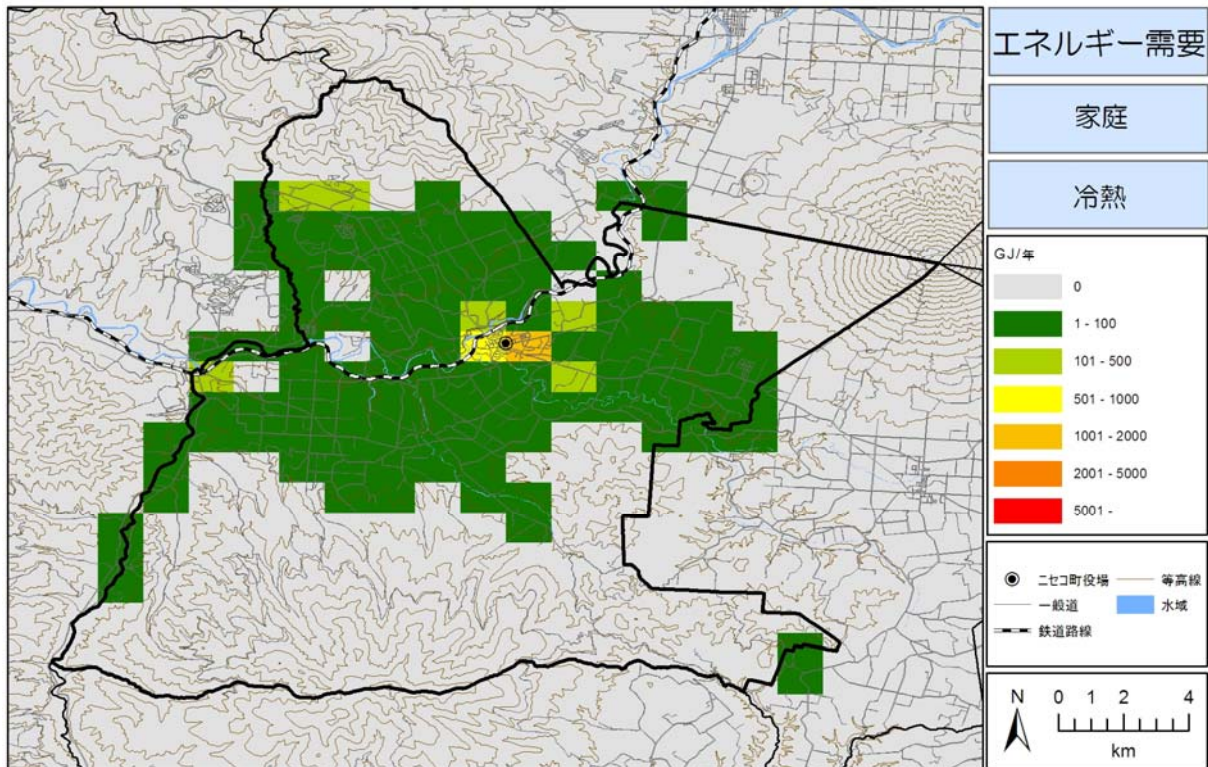 エネルギー需要
家庭
冷熱
GJ/年
0
1 - 100
101 - 500
501 - 1000
1001 - 2000
2001 - 5000
5001 -
ニセコ町役場
等高線
一般道
水域
鉄道路線
N
0 1 2 4
km